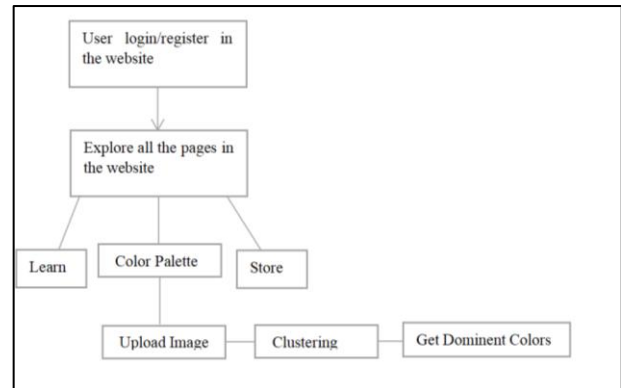 User login/register in
the website
Explore all the pages in
the website
Learn
Color Palette
Store
Upload Image
Clustering
Get Dominent Colors